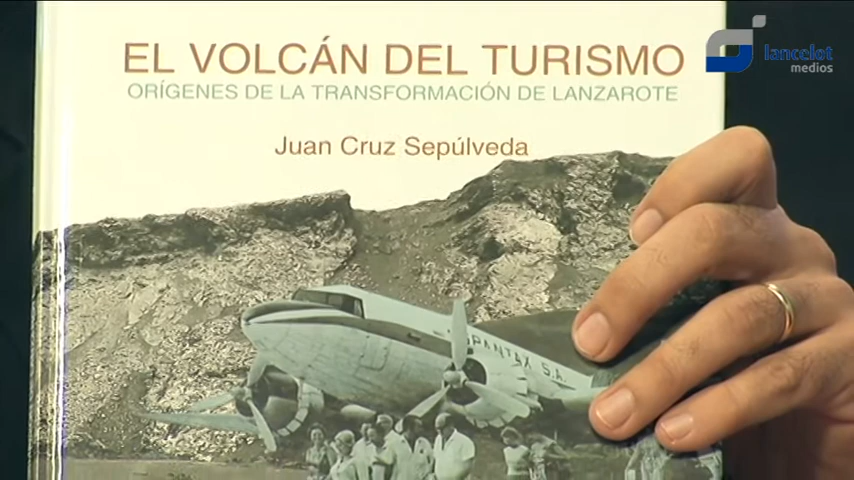 EL VOLCÁN DEL TURISMO
ORÍGENES DE LA TRANSFORMACIÓN DE LANZAROTE
Juan Cruz Sepúlveda
SPANTAX S.A.
lancelot
medios